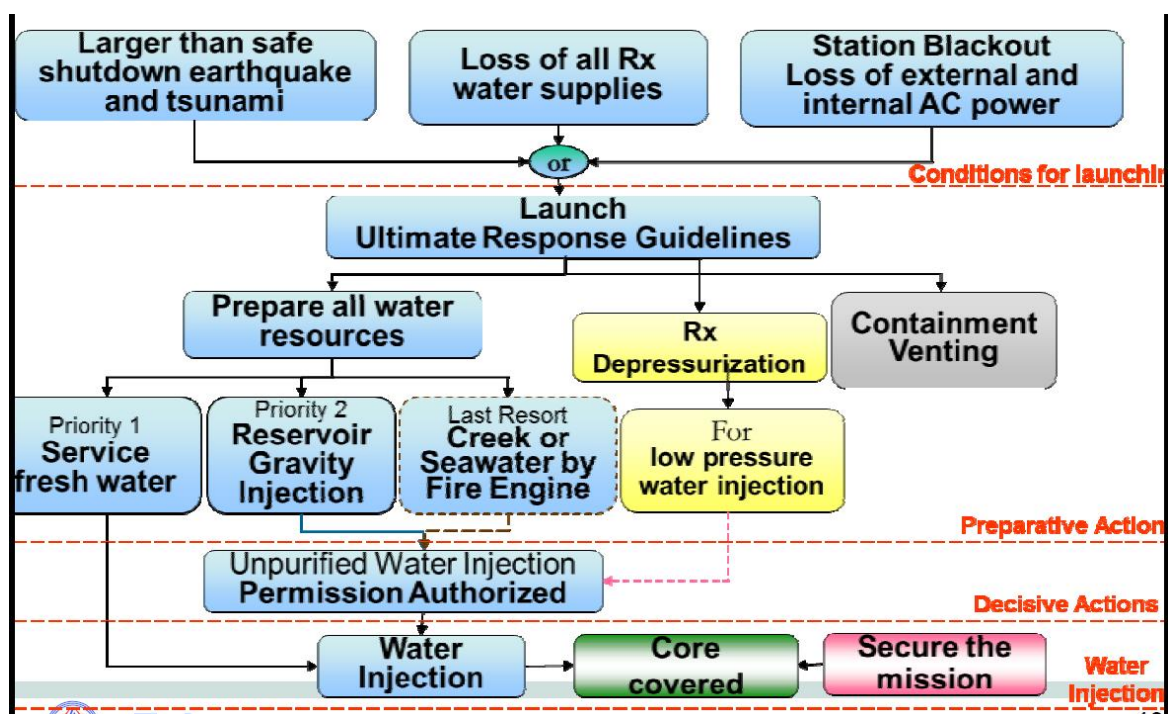 Larger than safe
shutdown earthquake
and tsunami
Loss of all Rx
water supplies
Station Blackout
Loss of external and
internal AC power
or
Conditions for launchin
Launch
Ultimate Response Guidelines
Prepare all water
resources
Rx
Depressurization
Containment
Venting
Priority 1
Service
fresh water
Priority 2
Reservoir
Gravity
Injection
Last Resort
Creek or
Seawater by
Fire Engine
For
low pressure
water injection
Preparative Action
Unpurified Water Injection
Permission Authorized
Decisive Actions
Water
Injection
Core
covered
Secure the
mission
Water
Injection